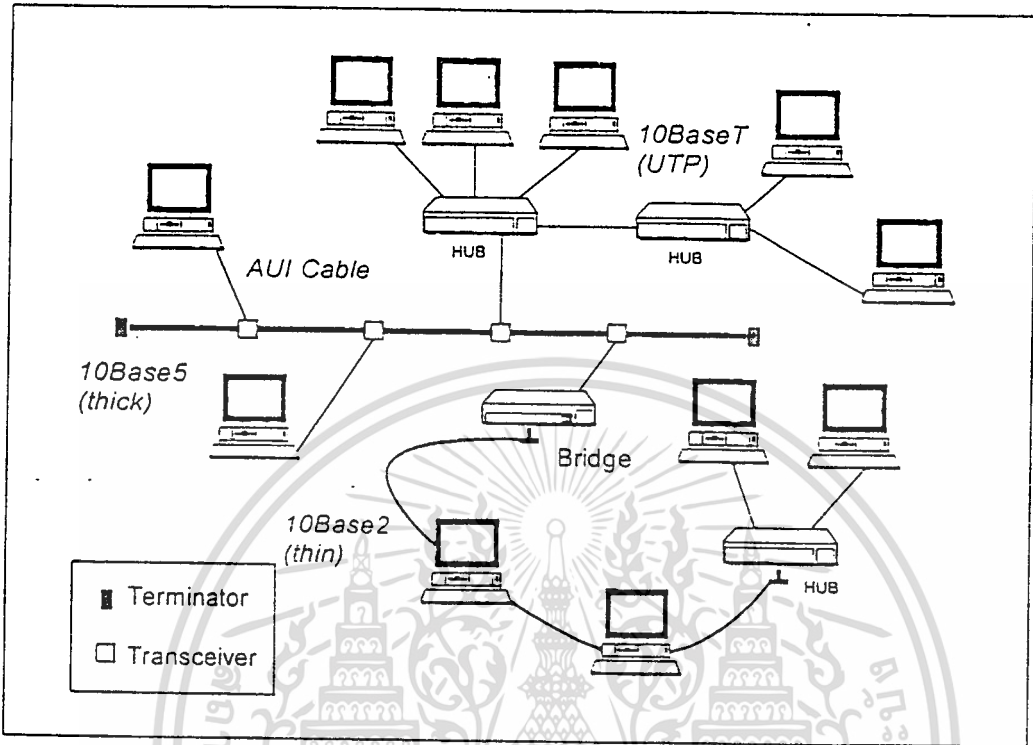 10BaseT
(UTP)
HUB
HUB
AUI Cable
10Base5
(thick)
Bridge
10Base2
(thin)
HUB
Terminator
Transceiver